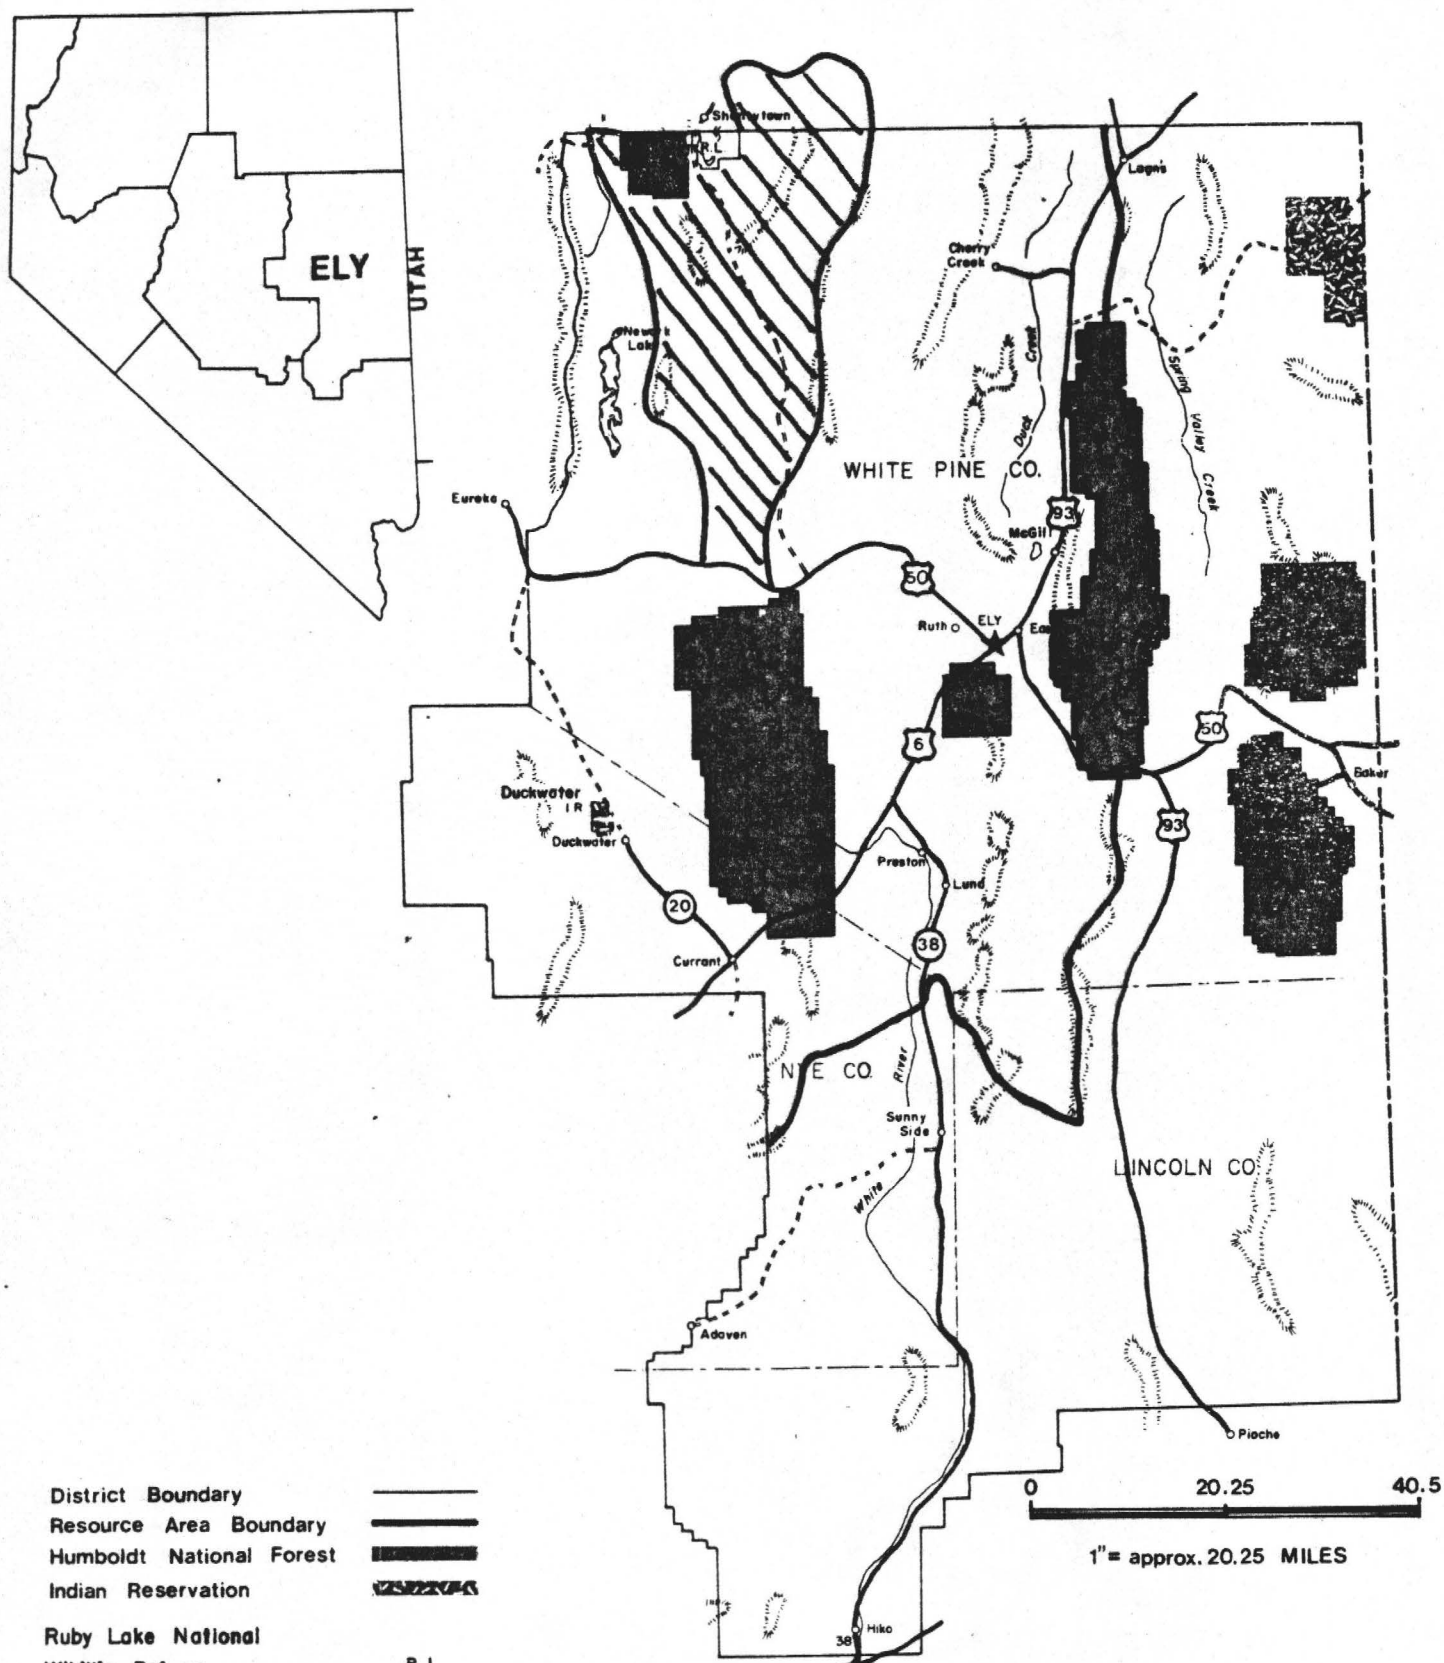 ELY
UTAH
Shantytown
R.L.
Lages
Cherry
Creek
Newark
Lake
Duck Creek
Spring Valley Creek
WHITE PINE CO.
Eureka
93
McGill
50
Ruth
ELY
Eas
6
50
Baker
Duckwater
I R
Duckwater
93
Preston
Lund
20
38
Currant
NYE CO.
White River
Sunny
Side
LINCOLN CO.
Adaven
Pioche
0 20.25 40.5
1"= approx. 20.25 MILES
38
Hiko
District Boundary
Resource Area Boundary
Humboldt National Forest
Indian Reservation
Ruby Lake National